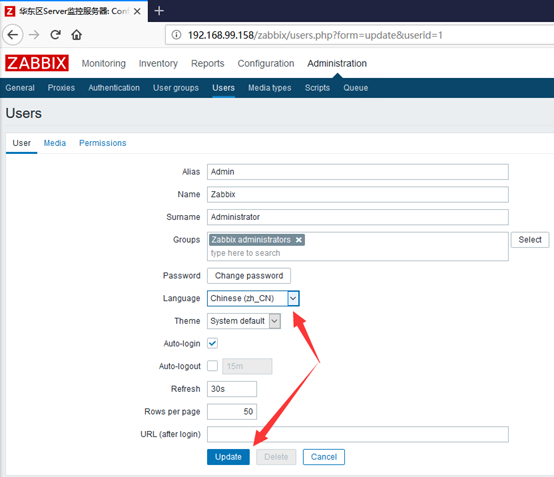 Z 华东区Server监控服务器: Conf
192.168.99.158/zabbix/users.php?form=update&userid=1
ZABBIX Monitoring Inventory Reports Configuration Administration
General Proxies Authentication User groups Users Media types Scripts Queue
Users
User Media Permissions
Alias Admin
Name Zabbix
Surname Administrator
Groups Zabbix administrators Select
type here to search
Password Change password
Language Chinese (zh_CN)
Theme System default
Auto-login
Auto-logout 15m
Refresh 30s
Rows per page 50
URL (after login)
Update Delete Cancel